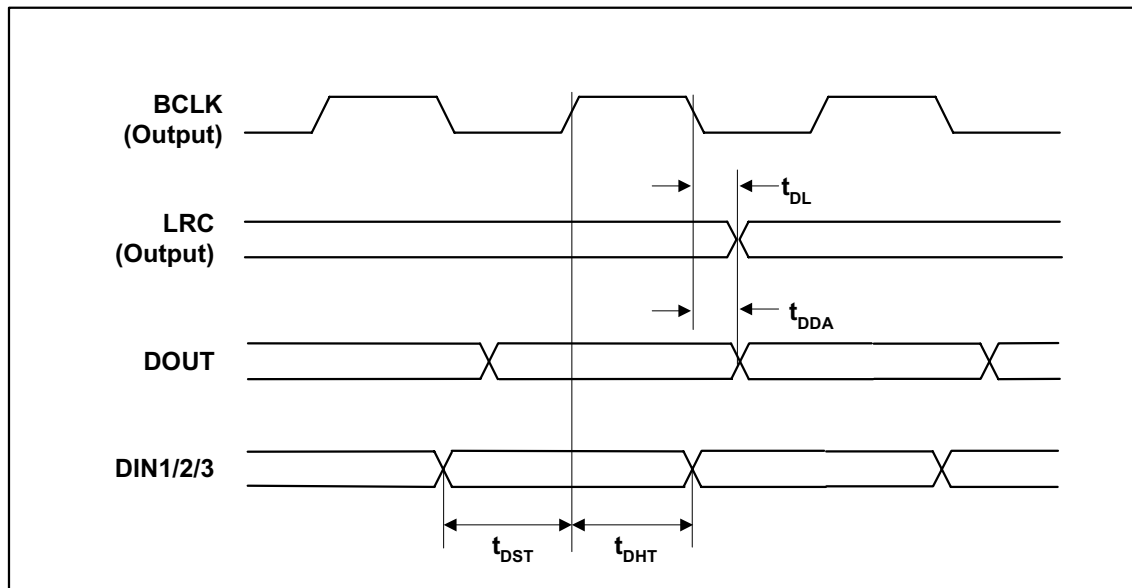 BCLK
(Output)
t_DL
LRC
(Output)
t_DDA
DOUT
DIN1/2/3
t_DST
t_DHT